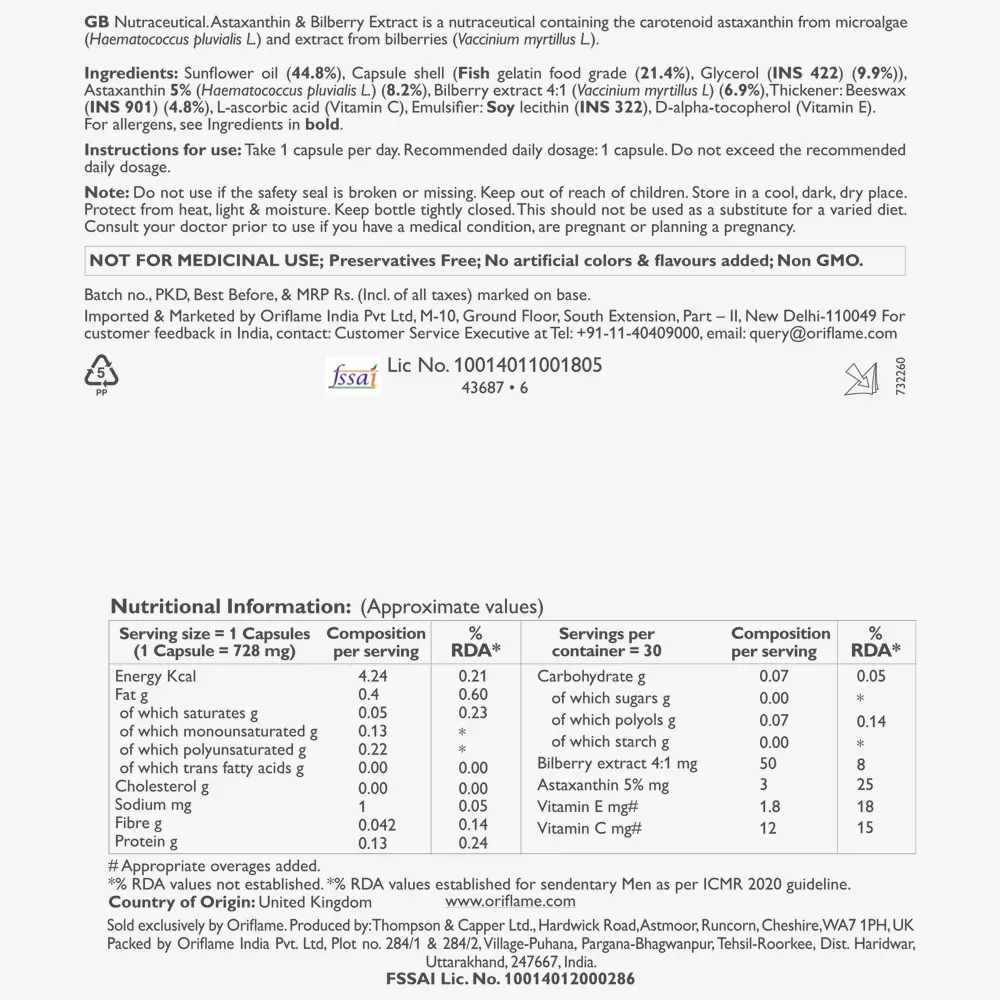 GB Nutraceutical. Astaxanthin & Bilberry Extract is a nutraceutical containing the carotenoid astaxanthin from microalgae
(Haematococcus pluvialis L.) and extract from bilberries (Vaccinium myrtillus L.).
Ingredients: Sunflower oil (44.8%), Capsule shell (Fish gelatin food grade (21.4%), Glycerol (INS 422) (9.9%)),
Astaxanthin 5% (Haematococcus pluvialis L.) (8.2%), Bilberry extract 4:1 (Vaccinium myrtillus L) (6.9%), Thickener: Beeswax
(INS 901) (4.8%), L-ascorbic acid (Vitamin C), Emulsifier: Soy lecithin (INS 322), D-alpha-tocopherol (Vitamin E).
For allergens, see Ingredients in bold.
Instructions for use: Take 1 capsule per day. Recommended daily dosage: 1 capsule. Do not exceed the recommended
daily dosage.
Note: Do not use if the safety seal is broken or missing. Keep out of reach of children. Store in a cool, dark, dry place.
Protect from heat, light & moisture. Keep bottle tightly closed. This should not be used as a substitute for a varied diet.
Consult your doctor prior to use if you have a medical condition, are pregnant or planning a pregnancy.
NOT FOR MEDICINAL USE; Preservatives Free; No artificial colors & flavours added; Non GMO.
Batch no., PKD, Best Before, & MRP Rs. (Incl. of all taxes) marked on base.
Imported & Marketed by Oriflame India Pvt Ltd, M-10, Ground Floor, South Extension, Part – II, New Delhi-110049 For
customer feedback in India, contact: Customer Service Executive at Tel: +91-11-40409000, email: query@oriflame.com
5
PP
fssai
Lic No. 10014011001805
43687 • 6
732260
Nutritional Information: (Approximate values)
Serving size = 1 Capsules Composition %
(1 Capsule = 728 mg) per serving RDA*
Energy Kcal 4.24 0.21
Fat g 0.4 0.60
of which saturates g 0.05 0.23
of which monounsaturated g 0.13 *
of which polyunsaturated g 0.22 *
of which trans fatty acids g 0.00 0.00
Cholesterol g 0.00 0.00
Sodium mg 1 0.05
Fibre g 0.042 0.14
Protein g 0.13 0.24
Servings per Composition %
container = 30 per serving RDA*
Carbohydrate g 0.07 0.05
of which sugars g 0.00 *
of which polyols g 0.07 0.14
of which starch g 0.00 *
Bilberry extract 4:1 mg 50 8
Astaxanthin 5% mg 3 25
Vitamin E mg# 1.8 18
Vitamin C mg# 12 15
# Appropriate overages added.
*% RDA values not established. *% RDA values established for sendentary Men as per ICMR 2020 guideline.
Country of Origin: United Kingdom www.oriflame.com
Sold exclusively by Oriflame. Produced by: Thompson & Capper Ltd., Hardwick Road, Astmoor, Runcorn, Cheshire, WA7 1PH, UK
Packed by Oriflame India Pvt. Ltd, Plot no. 284/1 & 284/2, Village-Puhana, Pargana-Bhagwanpur, Tehsil-Roorkee, Dist. Haridwar,
Uttarakhand, 247667, India.
FSSAI Lic. No. 10014012000286